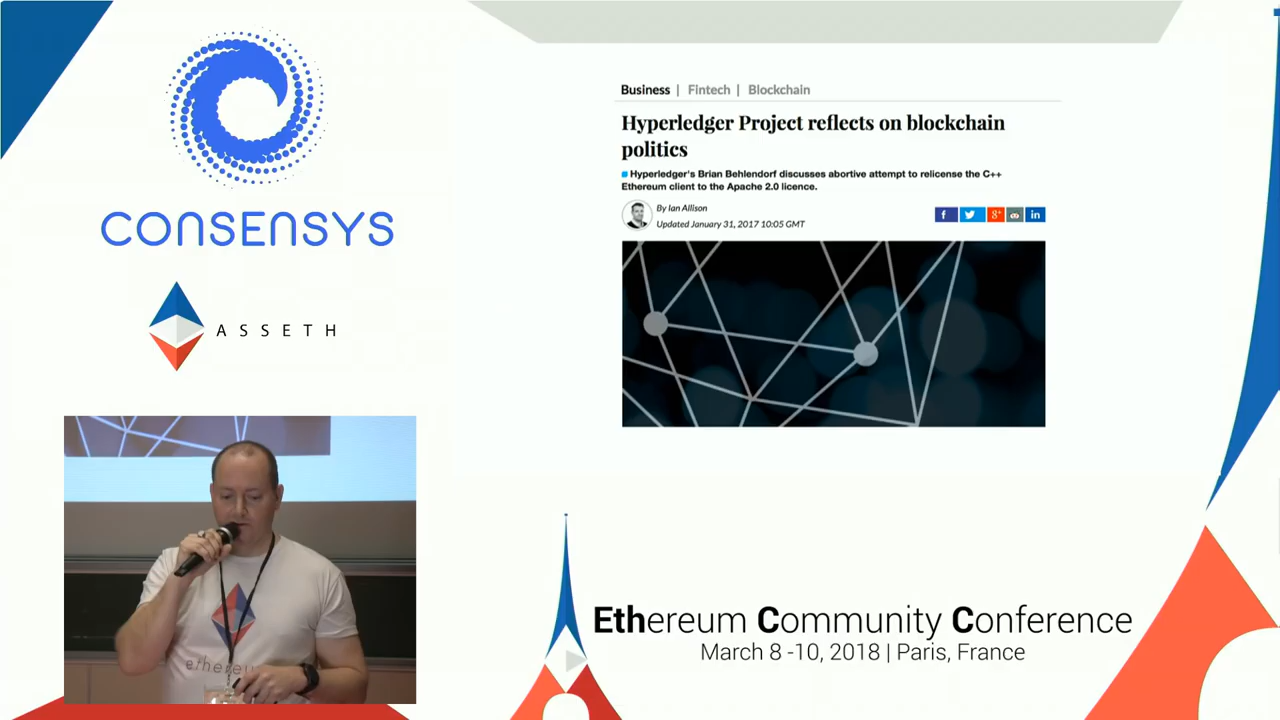 CONSENSYS
ASSETH
Business | Fintech | Blockchain
Hyperledger Project reflects on blockchain
politics
Hyperledger's Brian Behlendorf discusses abortive attempt to relicense the C++
Ethereum client to the Apache 2.0 licence.
By Ian Allison
Updated January 31, 2017 10:05 GMT
f
g+
in
ethereu
Ethereum Community Conference
March 8 -10, 2018 | Paris, France